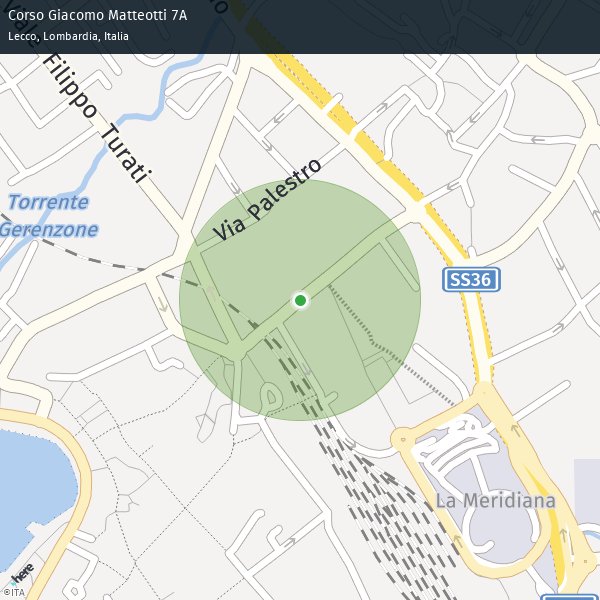 Corso Giacomo Matteotti 7A
Lecco, Lombardia, Italia
Viale Filippo Turati
Via Palestro
Torrente
Gerenzone
SS36
La Meridiana
here
©ITA